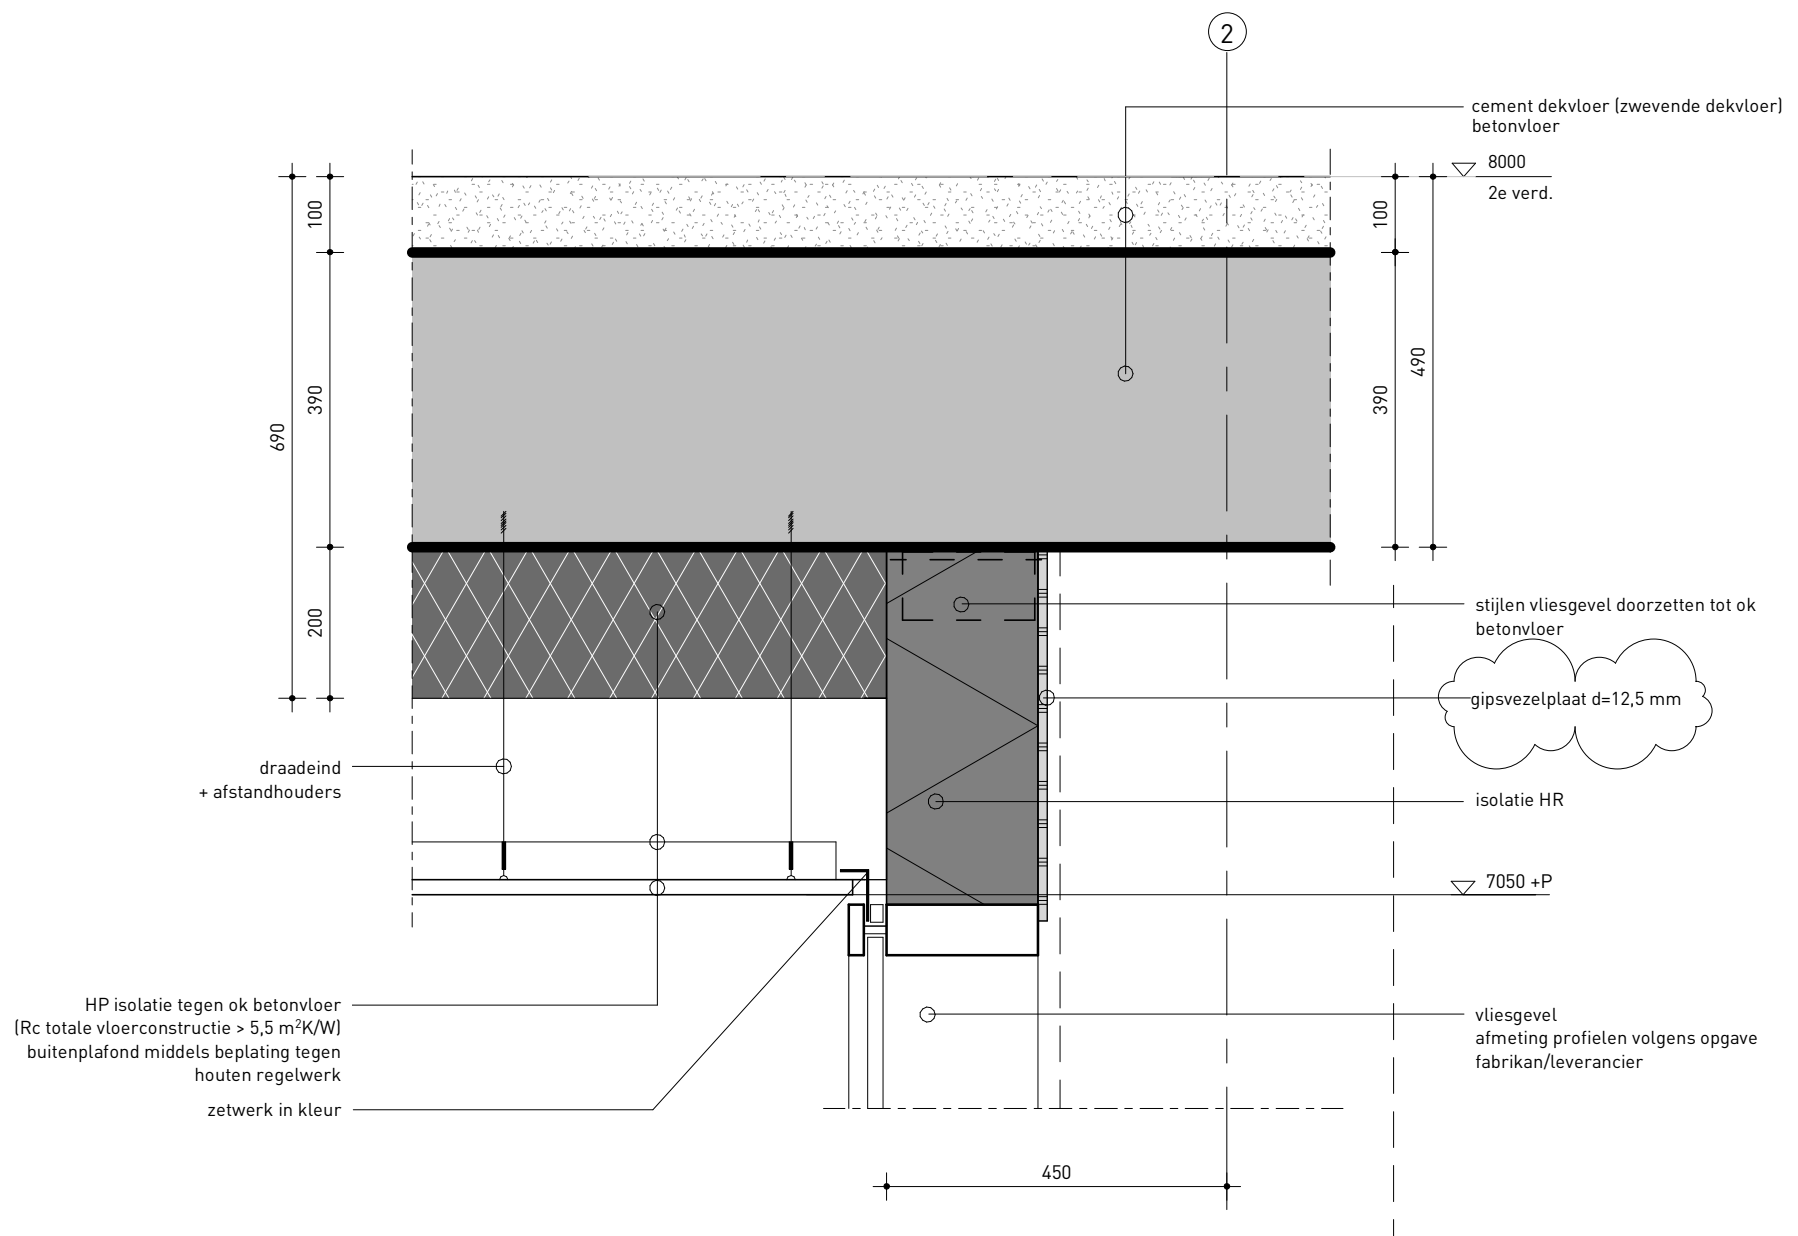 2
cement dekvloer (zwevende dekvloer)
betonvloer
8000
2e verd.
100
390
690
200
100
390
490
stijlen vliesgevel doorzetten tot ok
betonvloer
gipsvezelplaat d=12,5 mm
draadeind
+ afstandhouders
isolatie HR
7050 +P
HP isolatie tegen ok betonvloer
(Rc totale vloerconstructie > 5,5 m²K/W)
buitenplafond middels beplating tegen
houten regelwerk
zetwerk in kleur
vliesgevel
afmeting profielen volgens opgave
fabrikan/leverancier
450